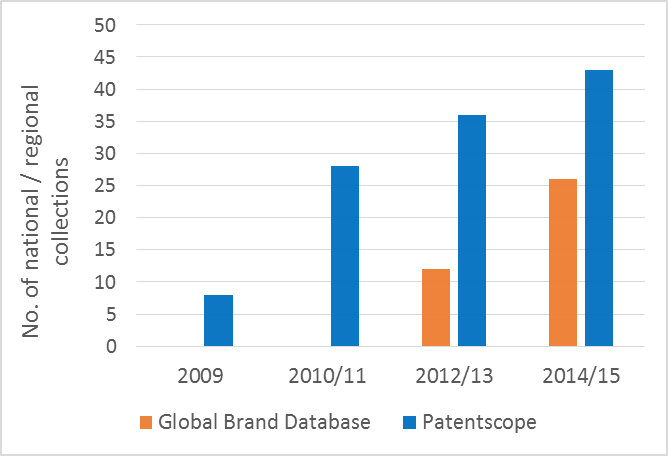 50
45
40
35
30
25
20
15
10
5
0
No. of national / regional
collections
2009 2010/11 2012/13 2014/15
Global Brand Database Patentscope